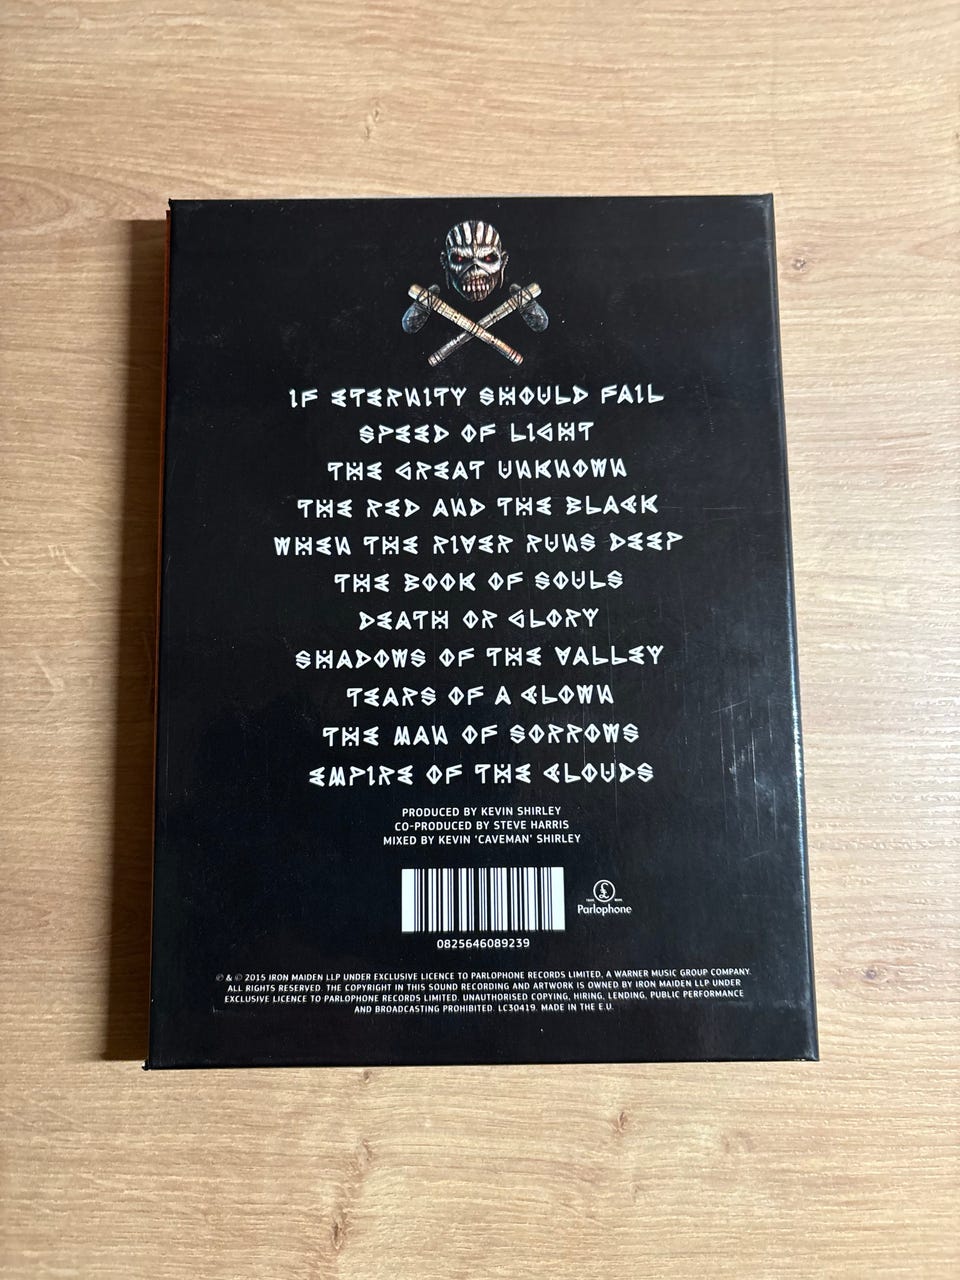 IF ETERNITY SHOULD FAIL
SPEED OF LIGHT
THE GREAT UNKNOWN
THE RED AND THE BLACK
WHEN THE RIVER RUNS DEEP
THE BOOK OF SOULS
DEATH OR GLORY
SHADOWS OF THE VALLEY
TEARS OF A CLOWN
THE MAN OF SORROWS
EMPIRE OF THE CLOUDS
PRODUCED BY KEVIN SHIRLEY
CO-PRODUCED BY STEVE HARRIS
MIXED BY KEVIN 'CAVEMAN' SHIRLEY
£
Parlophone
0825646089239
℗ & © 2015 IRON MAIDEN LLP UNDER EXCLUSIVE LICENCE TO PARLOPHONE RECORDS LIMITED, A WARNER MUSIC GROUP COMPANY.
ALL RIGHTS RESERVED. THE COPYRIGHT IN THIS SOUND RECORDING AND ARTWORK IS OWNED BY IRON MAIDEN LLP UNDER
EXCLUSIVE LICENCE TO PARLOPHONE RECORDS LIMITED. UNAUTHORISED COPYING, HIRING, LENDING, PUBLIC PERFORMANCE
AND BROADCASTING PROHIBITED. LC30419. MADE IN THE E.U.